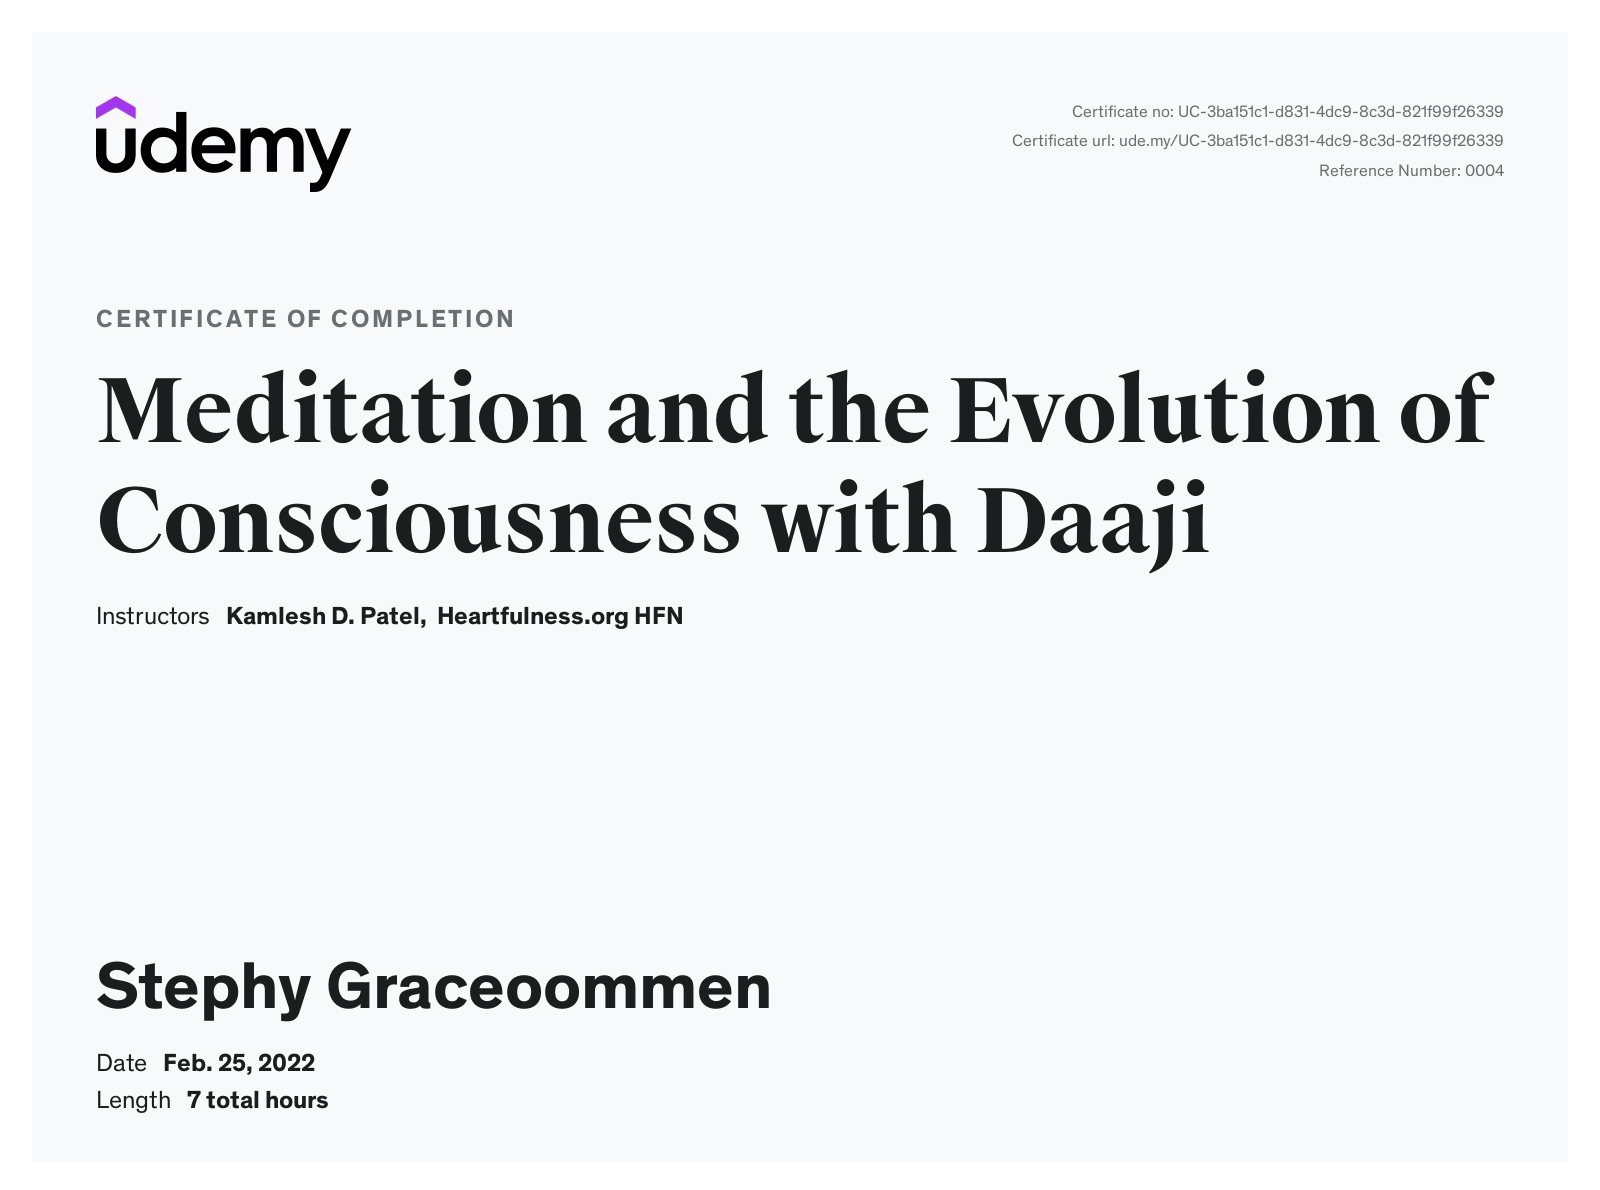 udemy
Certificate no: UC-3ba151c1-d831-4dc9-8c3d-821f99f26339
Certificate url: ude.my/UC-3ba151c1-d831-4dc9-8c3d-821f99f26339
Reference Number: 0004
CERTIFICATE OF COMPLETION
Meditation and the Evolution of
Consciousness with Daaji
Instructors Kamlesh D. Patel, Heartfulness.org HFN
Stephy Graceoommen
Date Feb. 25, 2022
Length 7 total hours